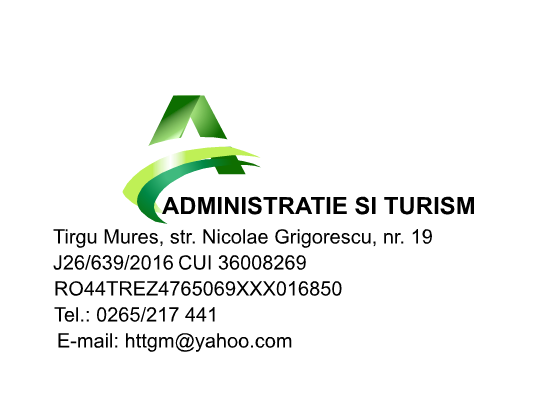 ADMINISTRATIE SI TURISM
Tirgu Mures, str. Nicolae Grigorescu, nr. 19
J26/639/2016 CUI 36008269
RO44TREZ4765069XXX016850
Tel.: 0265/217 441
E-mail: httgm@yahoo.com